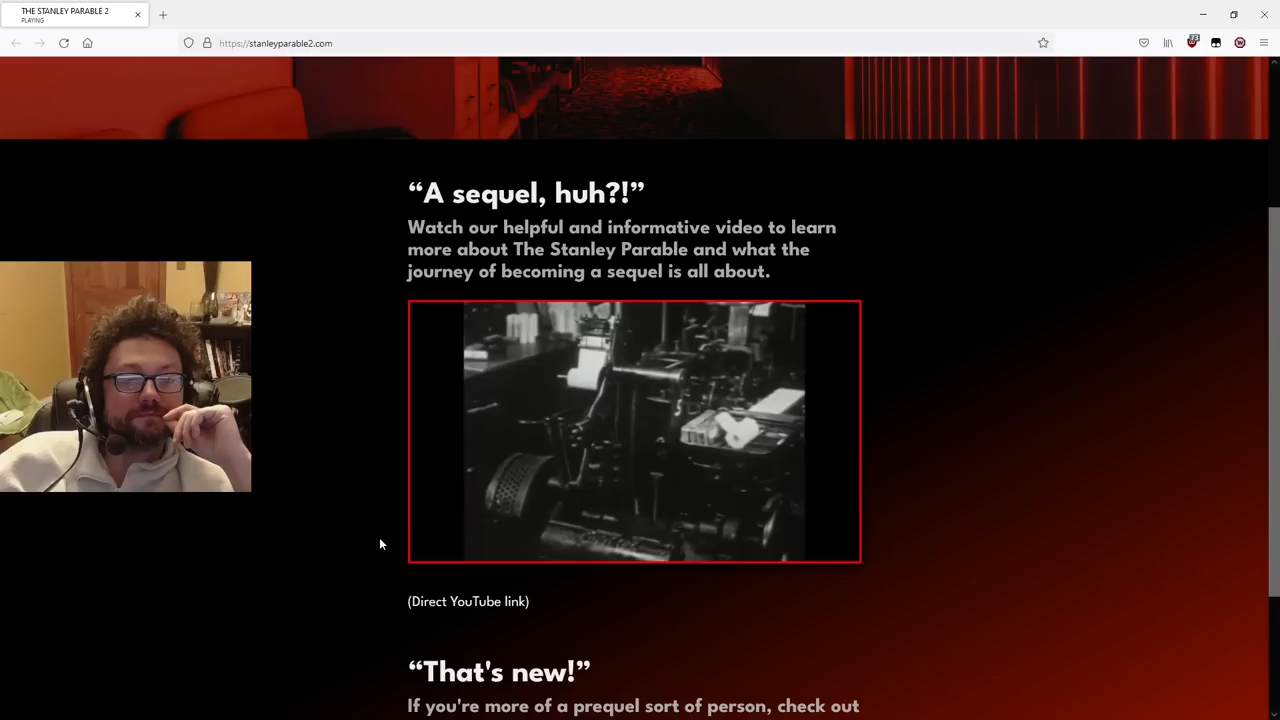 THE STANLEY PARABLE 2
PLAYING
https://stanleyparable2.com
73
“A sequel, huh?!”
Watch our helpful and informative video to learn
more about The Stanley Parable and what the
journey of becoming a sequel is all about.
(Direct YouTube link)
“That's new!”
If you're more of a prequel sort of person, check out